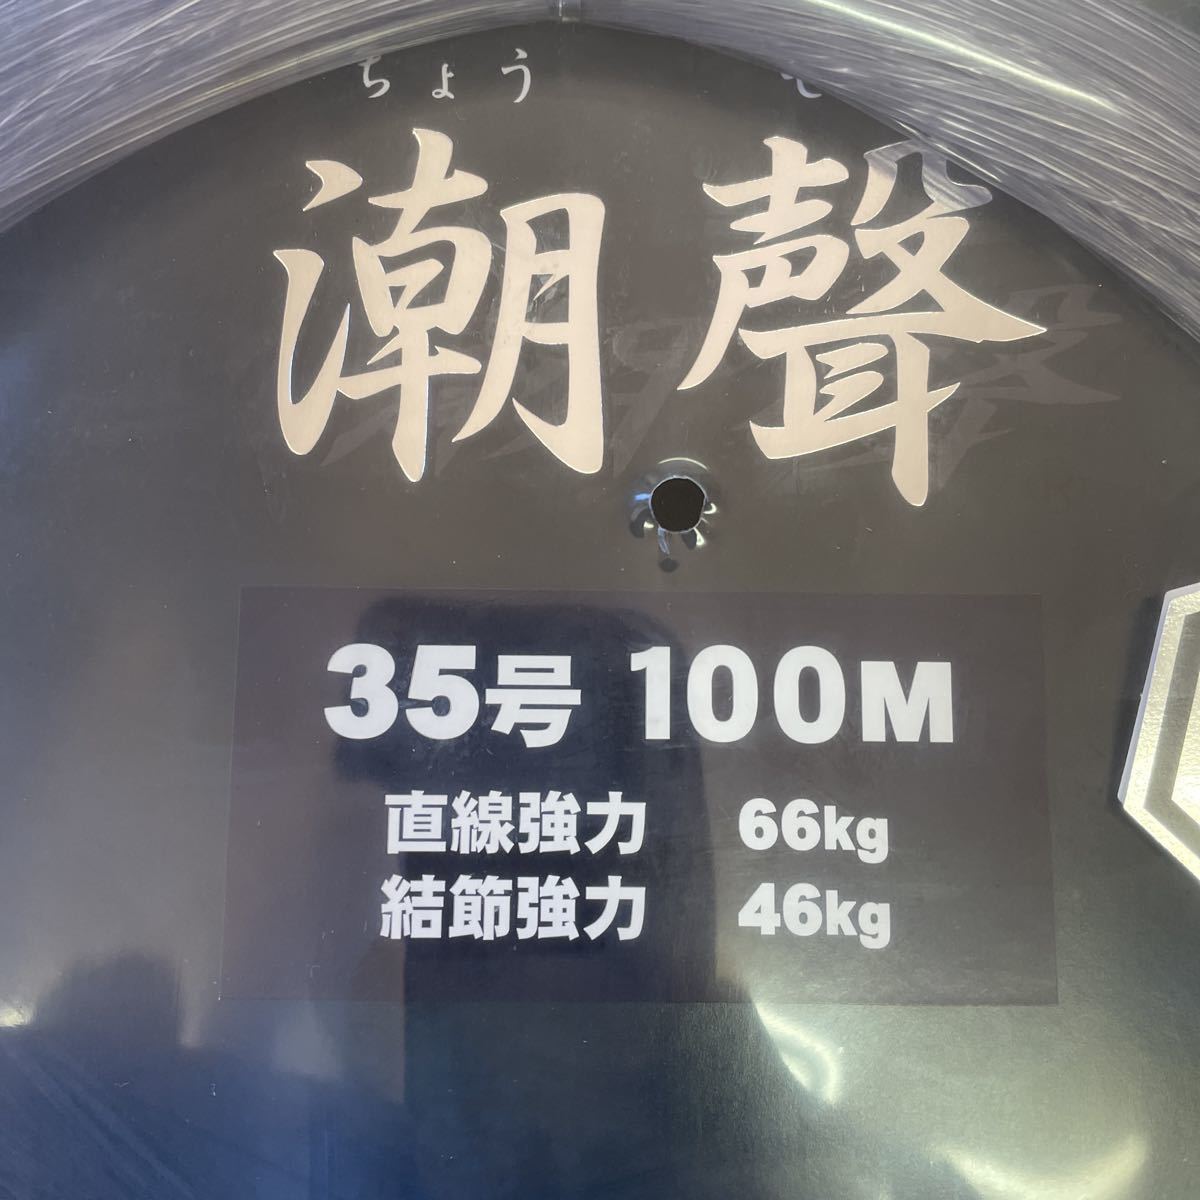 ちょう
潮聲
35号 100M
直線強力 66kg
結節強力 46kg